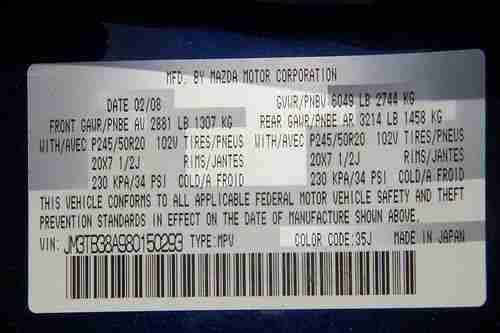 MFD. BY MAZDA MOTOR CORPORATION
DATE 02/08 GVWR/PNBV 6049 LB 2744 KG
FRONT GAWR/PNBE AV 2881 LB 1307 KG REAR GAWR/PNBE AR 3214 LB 1458 KG
WITH/AVEC P245/50R20 102V TIRES/PNEUS WITH/AVEC P245/50R20 102V TIRES/PNEUS
20X7 1/2J RIMS/JANTES 20X7 1/2J RIMS/JANTES
230 KPA/34 PSI COLD/A FROID 230 KPA/34 PSI COLD/A FROID
THIS VEHICLE CONFORMS TO ALL APPLICABLE FEDERAL MOTOR VEHICLE SAFETY AND THEFT
PREVENTION STANDARDS IN EFFECT ON THE DATE OF MANUFACTURE SHOWN ABOVE.
VIN: JM3TB38A980150293 TYPE:MPV COLOR CODE:35J MADE IN JAPAN